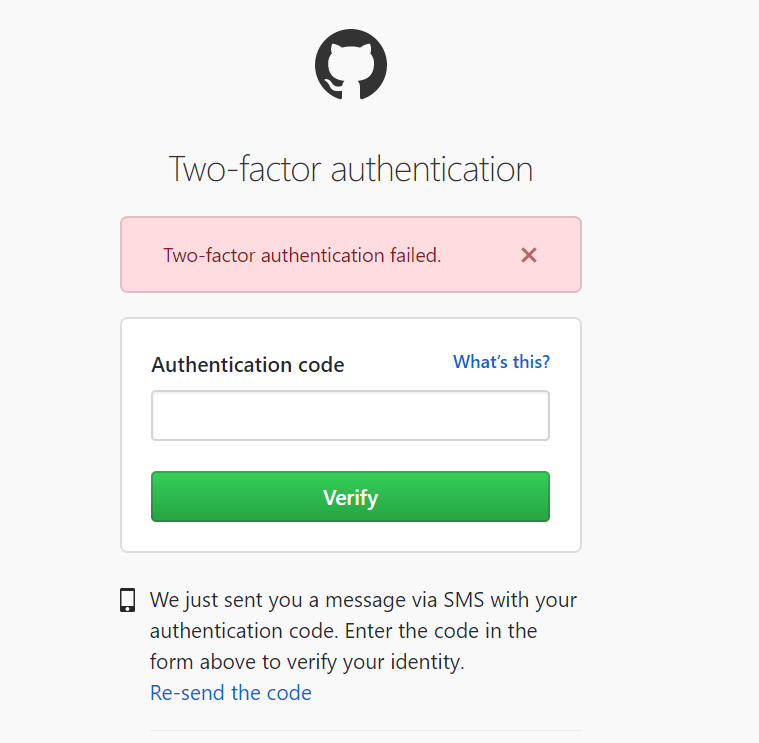 Two-factor authentication
Two-factor authentication failed.
Authentication code
What's this?
Verify
We just sent you a message via SMS with your
authentication code. Enter the code in the
form above to verify your identity.
Re-send the code